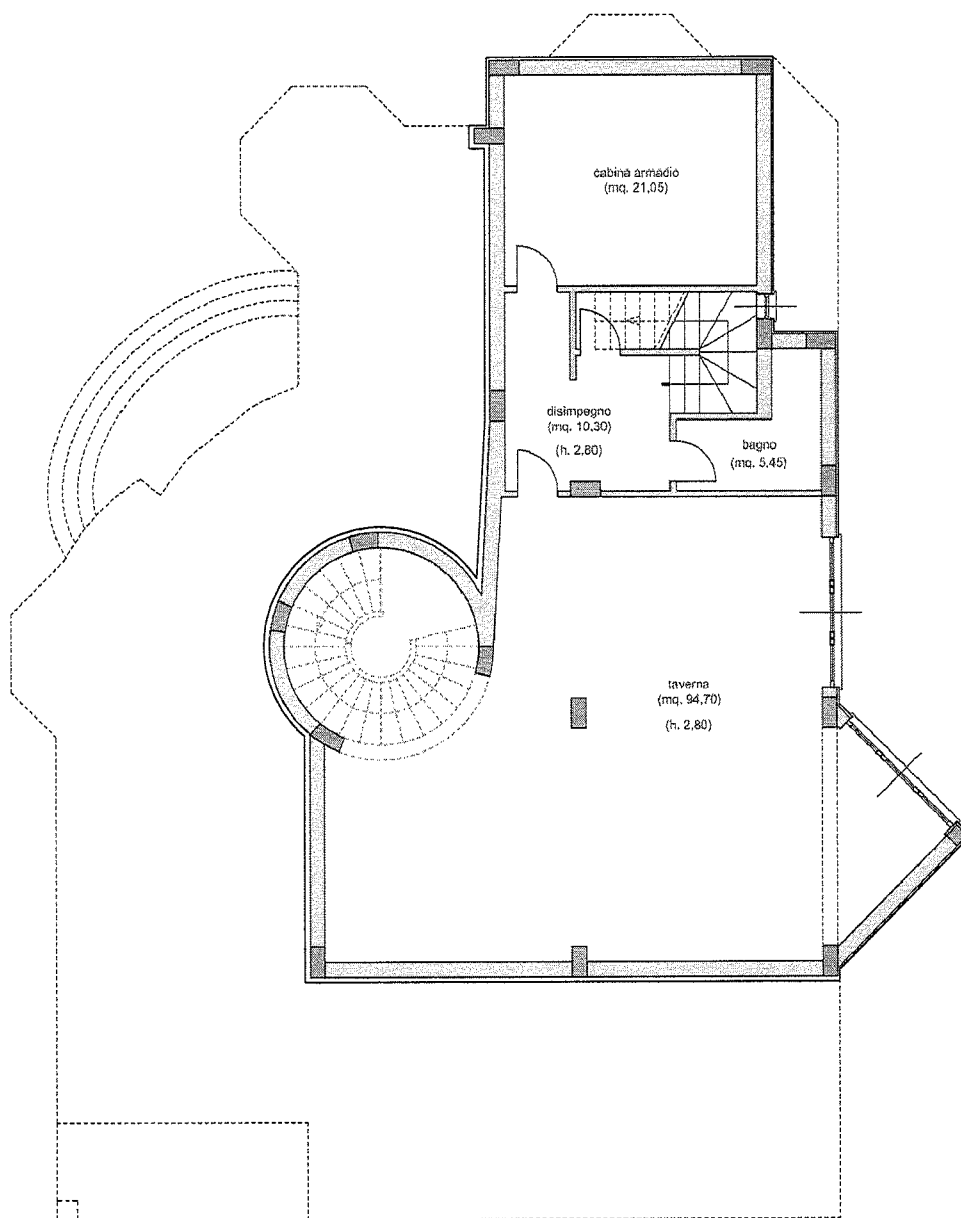 cabina armadio
(mq. 21,05)
disimpegno
(mq. 10,30)
(h. 2,80)
bagno
(mq. 5,45)
taverna
(mq. 94,70)
(h. 2,80)